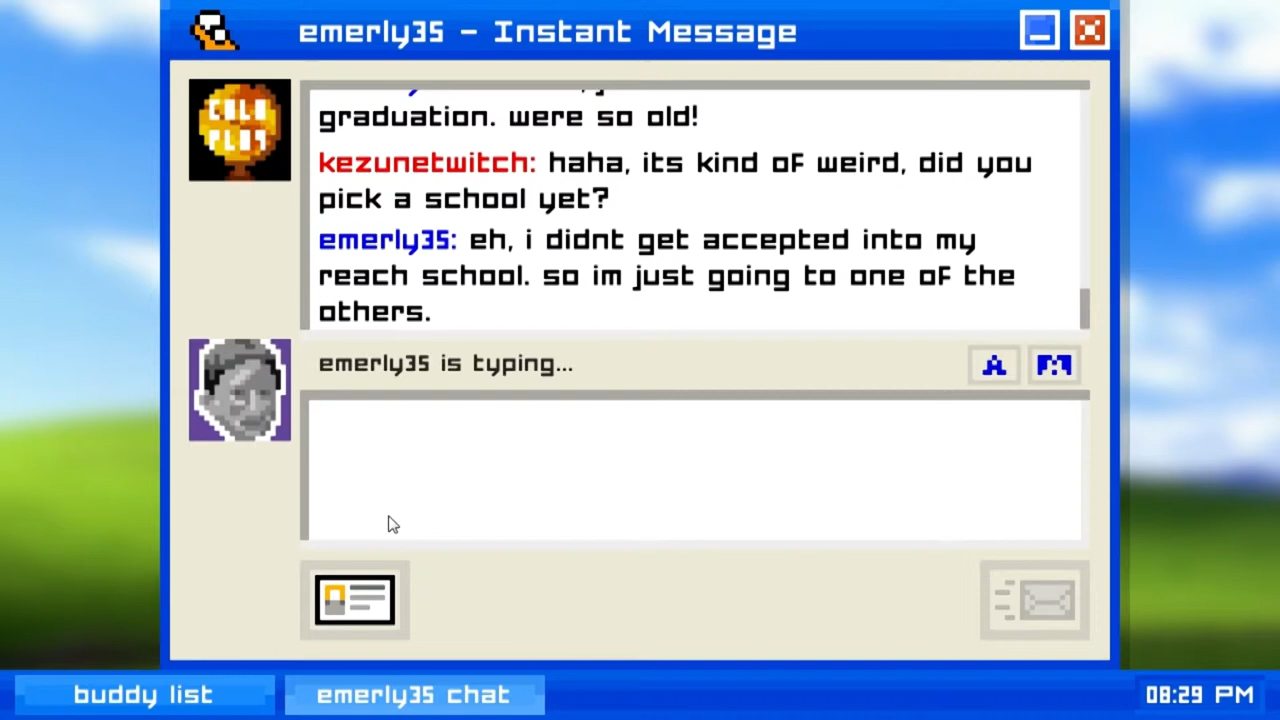 emerly35 - Instant Message
COLD
PLAY
graduation. were so old!
kezunetwitch: haha, its kind of weird, did you
pick a school yet?
emerly35: eh, i didnt get accepted into my
reach school. so im just going to one of the
others.
emerly35 is typing...
A
buddy list
emerly35 chat
08:29 PM